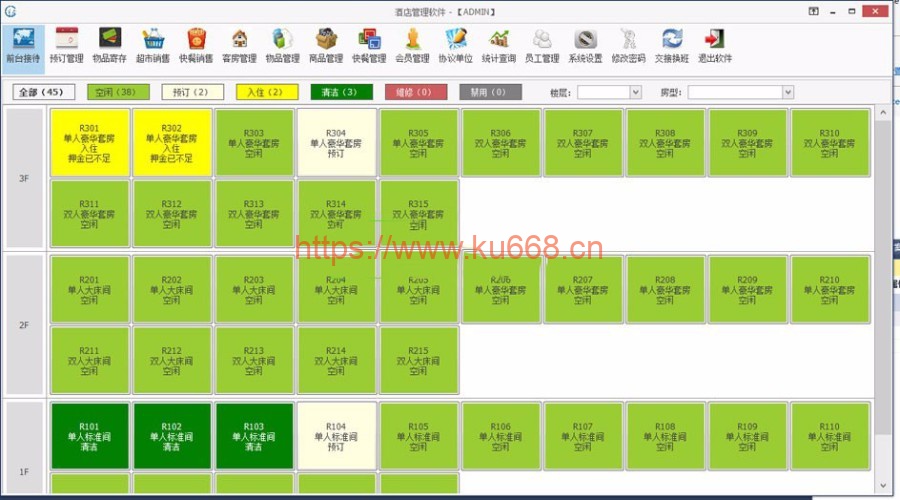 酒店管理软件 - 【ADMIN】
前台接待 预订管理 物品寄存 超市销售 快餐销售 客房管理 物品管理 商品管理 快餐管理 会员管理 协议单位 统计查询 员工管理 系统设置 修改密码 交接换班 退出软件
全部 (45) 空闲 (38) 预订 (2) 入住 (2) 清洁 (3) 维修 (0) 禁用 (0) 楼层: 房型:
3F
R301 单人豪华套房 入住 押金已不足
R302 单人豪华套房 入住 押金已不足
R303 单人豪华套房 空闲
R304 单人豪华套房 预订
R305 单人豪华套房 空闲
R306 双人豪华套房 空闲
R307 双人豪华套房 空闲
R308 双人豪华套房 空闲
R309 双人豪华套房 空闲
R310 双人豪华套房 空闲
R311 双人豪华套房 空闲
R312 双人豪华套房 空闲
R313 双人豪华套房 空闲
R314 双人豪华套房 空闲
R315 双人豪华套房 空闲
https://www.ku668.cn
2F
R201 单人大床间 空闲
R202 单人大床间 空闲
R203 单人大床间 空闲
R204 单人大床间 空闲
R205 单人大床间 空闲
R206 单人豪华套房 空闲
R207 单人豪华套房 空闲
R208 单人豪华套房 空闲
R209 单人豪华套房 空闲
R210 单人豪华套房 空闲
R211 双人大床间 空闲
R212 双人大床间 空闲
R213 双人大床间 空闲
R214 双人大床间 空闲
R215 双人大床间 空闲
1F
R101 单人标准间 清洁
R102 单人标准间 清洁
R103 单人标准间 清洁
R104 单人标准间 预订
R105 单人标准间 空闲
R106 单人标准间 空闲
R107 单人标准间 空闲
R108 单人标准间 空闲
R109 单人标准间 空闲
R110 单人标准间 空闲